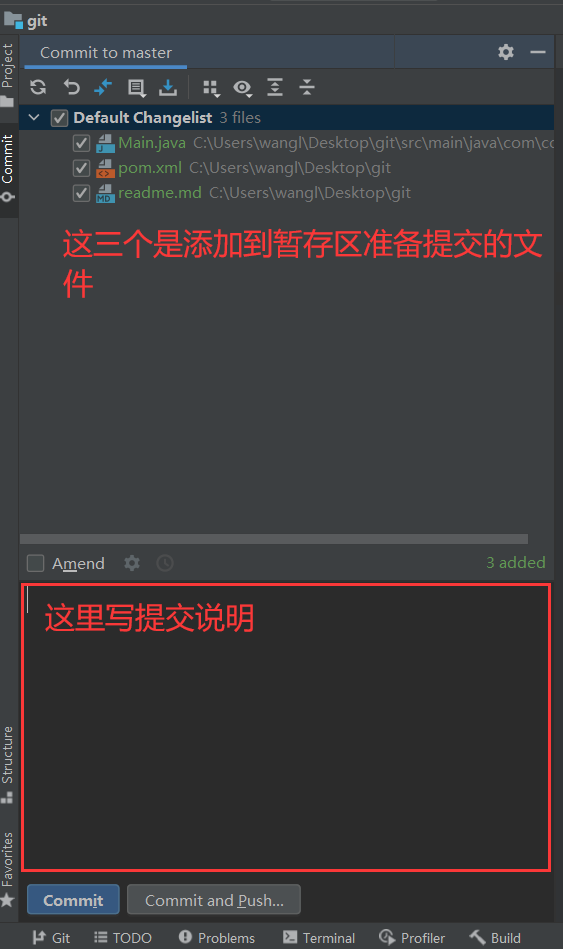 git
Commit to master
Project
Commit
Default Changelist 3 files
Main.java C:\Users\wangl\Desktop\git\src\main\java\com\co
pom.xml C:\Users\wangl\Desktop\git
readme.md C:\Users\wangl\Desktop\git
这三个是添加到暂存区准备提交的文
件
Amend
3 added
这里写提交说明
Structure
Favorites
Commit
Commit and Push...
Git
TODO
Problems
Terminal
Profiler
Build